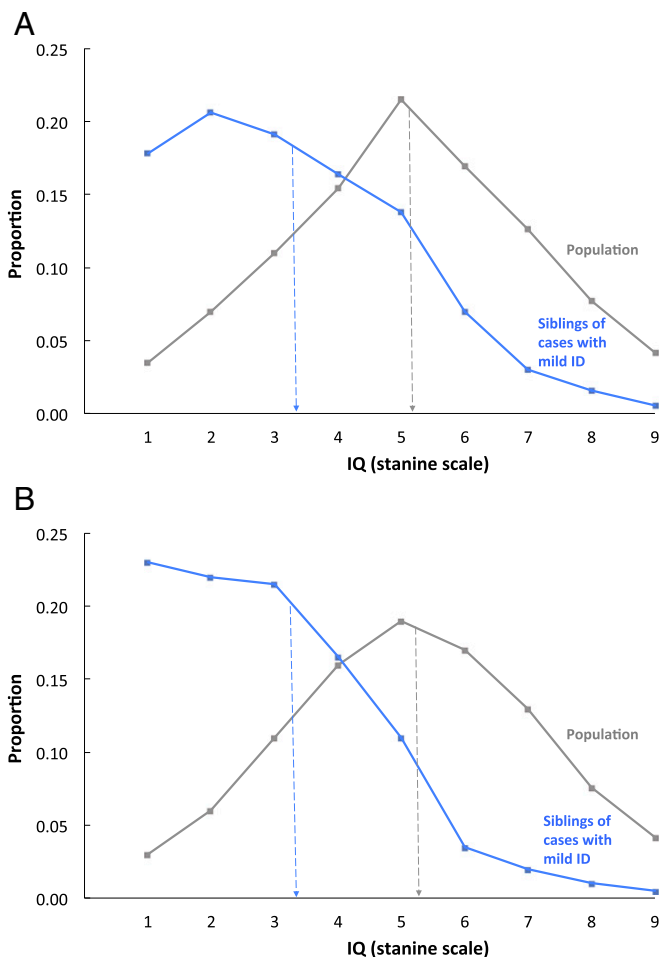 A
0.25
0.20
0.15
0.10
0.05
0.00
Proportion
Population
Siblings of
cases with
mild ID
1 2 3 4 5 6 7 8 9
IQ (stanine scale)
B
0.25
0.20
0.15
0.10
0.05
0.00
Proportion
Population
Siblings of
cases with
mild ID
1 2 3 4 5 6 7 8 9
IQ (stanine scale)